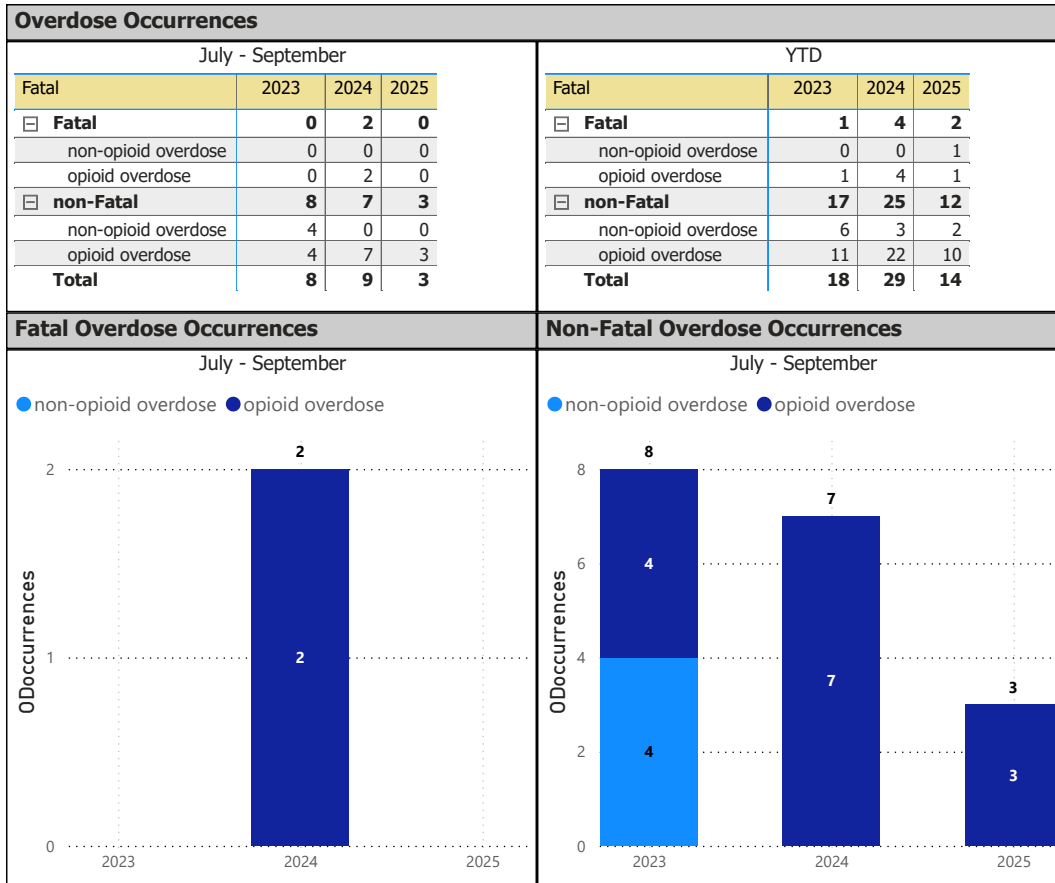 Overdose Occurrences
July - September
Fatal 2023 2024 2025
Fatal 0 2 0
non-opioid overdose 0 0 0
opioid overdose 0 2 0
non-Fatal 8 7 3
non-opioid overdose 4 0 0
opioid overdose 4 7 3
Total 8 9 3
YTD
Fatal 2023 2024 2025
Fatal 1 4 2
non-opioid overdose 0 0 1
opioid overdose 1 4 1
non-Fatal 17 25 12
non-opioid overdose 6 3 2
opioid overdose 11 22 10
Total 18 29 14
Fatal Overdose Occurrences
July - September
non-opioid overdose opioid overdose
2
2
1
2
0
ODoccurrences
2023 2024 2025
Non-Fatal Overdose Occurrences
July - September
non-opioid overdose opioid overdose
8
8
7
6
4
4
7
3
2
4
3
0
ODoccurrences
2023 2024 2025